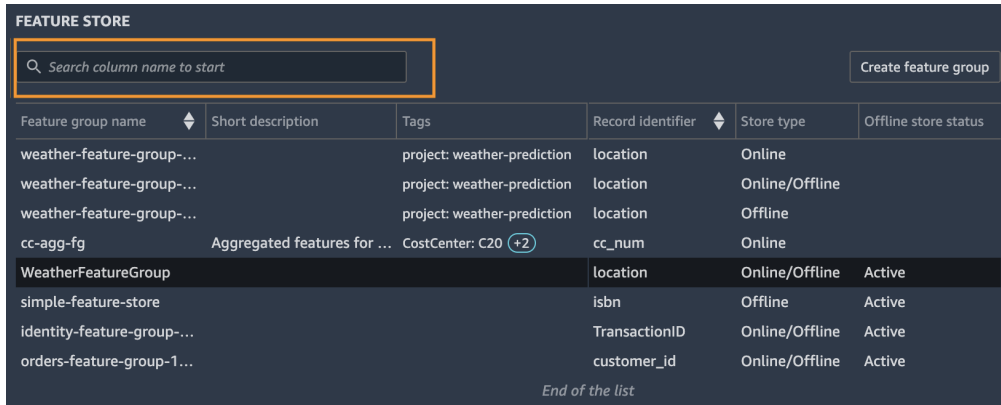 FEATURE STORE
Search column name to start
Create feature group
Feature group name Short description Tags Record identifier Store type Offline store status
weather-feature-group-... project: weather-prediction location Online
weather-feature-group-... project: weather-prediction location Online/Offline
weather-feature-group-... project: weather-prediction location Offline
cc-agg-fg Aggregated features for ... CostCenter: C20 +2 cc_num Online
WeatherFeatureGroup location Online/Offline Active
simple-feature-store isbn Offline Active
identity-feature-group-... TransactionID Online/Offline Active
orders-feature-group-1... customer_id Online/Offline Active
End of the list